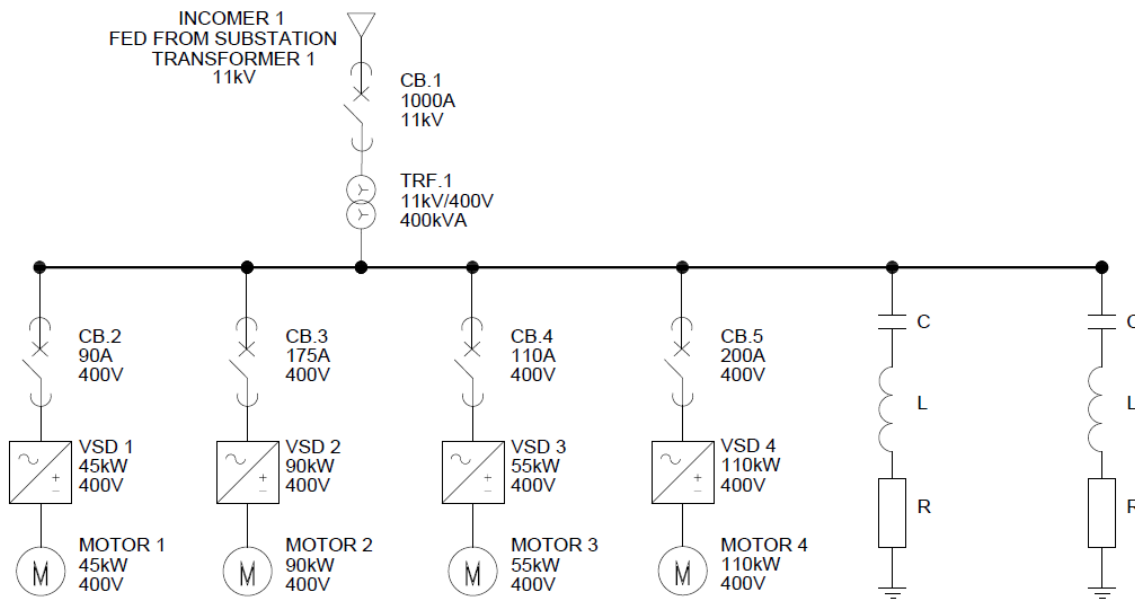 INCOMER 1
FED FROM SUBSTATION
TRANSFORMER 1
11kV
CB.1
1000A
11kV
TRF.1
11kV/400V
400kVA
CB.2
90A
400V
CB.3
175A
400V
CB.4
110A
400V
CB.5
200A
400V
C
C
L
L
VSD 1
45kW
400V
VSD 2
90kW
400V
VSD 3
55kW
400V
VSD 4
110kW
400V
R
R
MOTOR 1
45kW
400V
M
MOTOR 2
90kW
400V
M
MOTOR 3
55kW
400V
M
MOTOR 4
110kW
400V
M